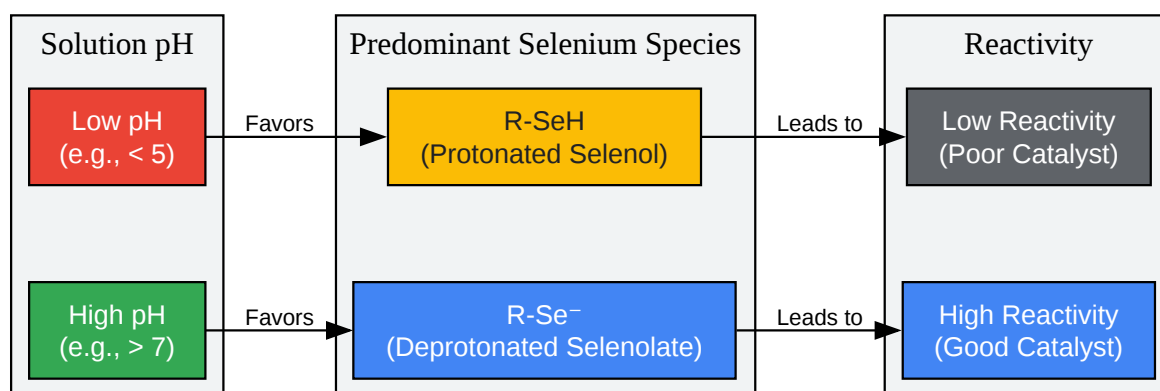 Solution pH
Predominant Selenium Species
Reactivity
Low pH
(e.g., < 5)
Favors
R-SeH
(Protonated Selenol)
Leads to
Low Reactivity
(Poor Catalyst)
High pH
(e.g., > 7)
Favors
R-Se⁻
(Deprotonated Selenolate)
Leads to
High Reactivity
(Good Catalyst)